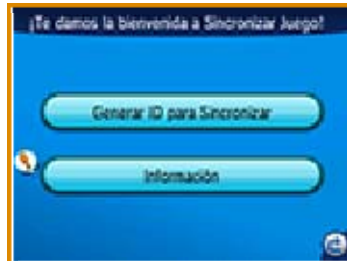 ¡Te damos la bienvenida a Sincronizar Juego!
Generar ID para Sincronizar
Información